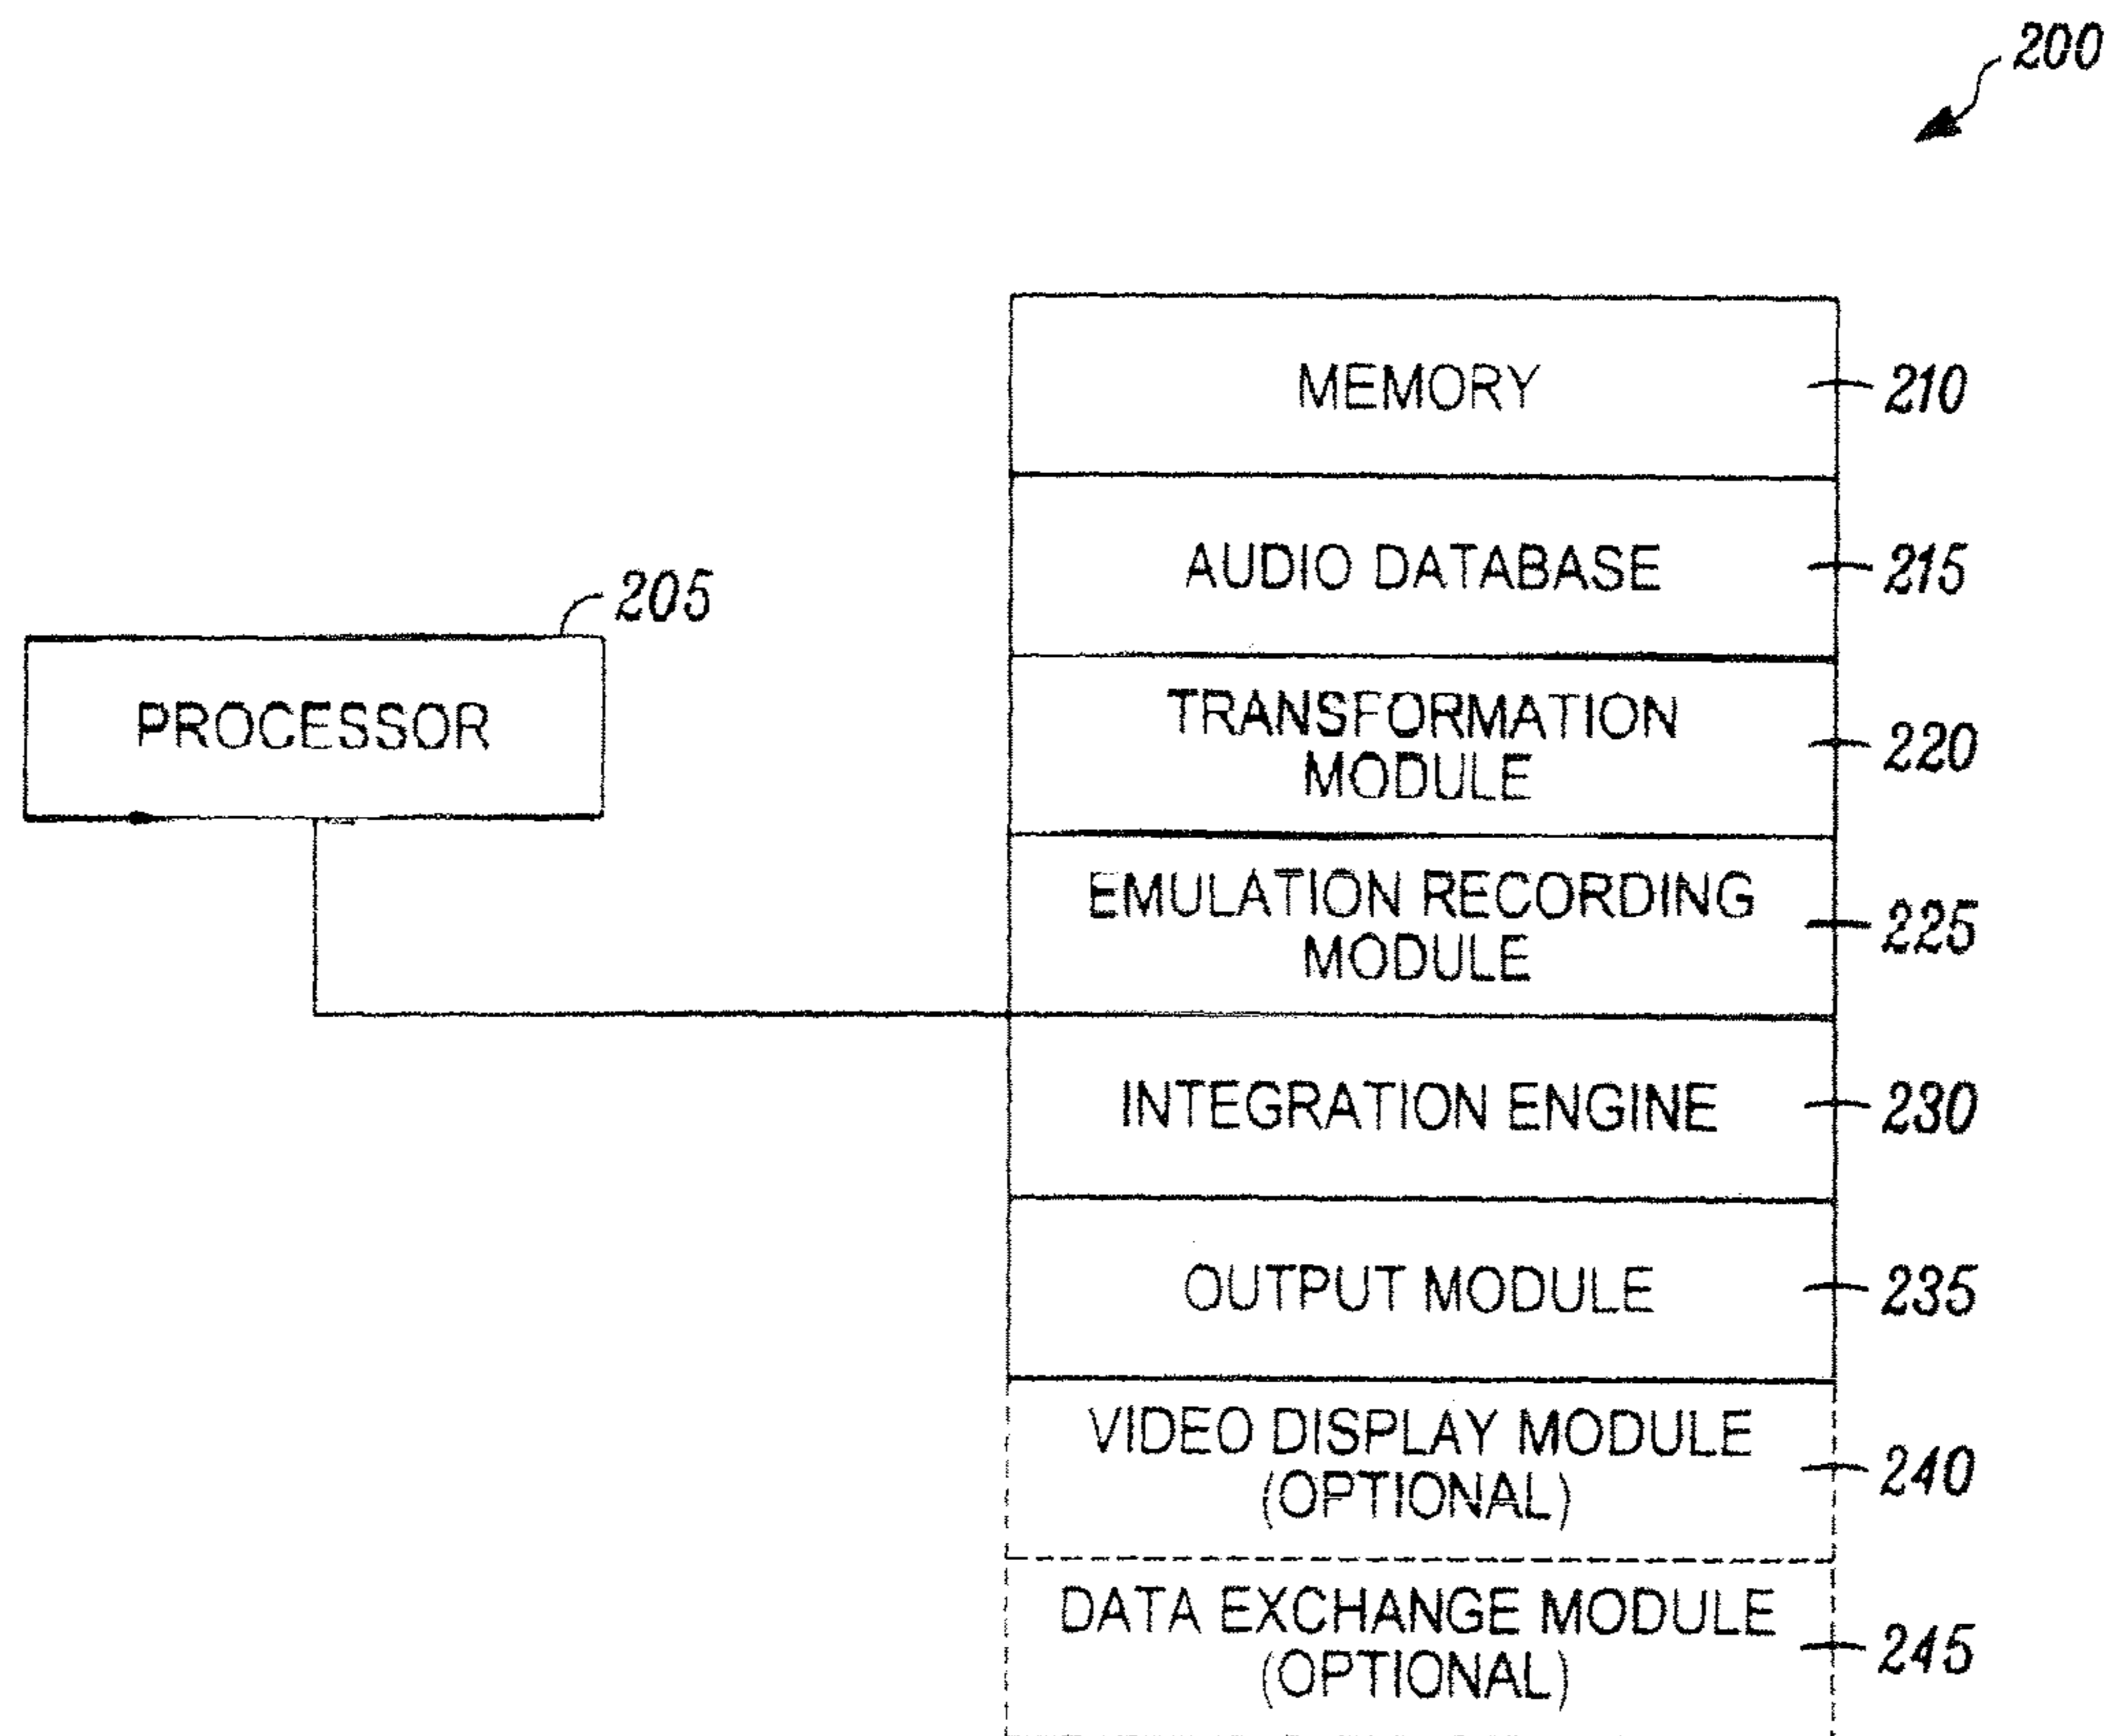 200
MEMORY
210
AUDIO DATABASE
215
205
PROCESSOR
TRANSFORMATION
MODULE
220
EMULATION RECORDING
MODULE
225
INTEGRATION ENGINE
230
OUTPUT MODULE
235
VIDEO DISPLAY MODULE
(OPTIONAL)
240
DATA EXCHANGE MODULE
(OPTIONAL)
245